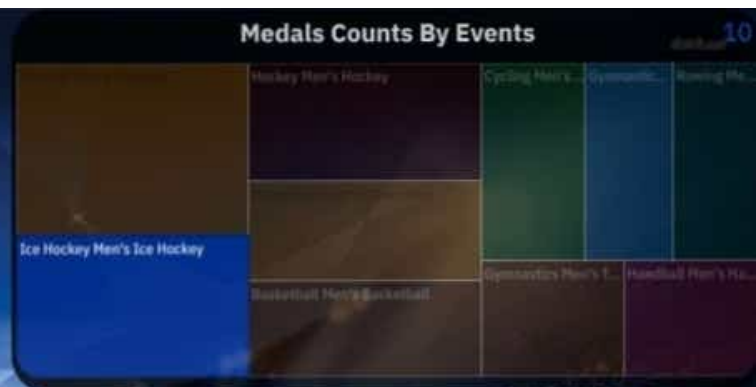 Medals Counts By Events
10
Hockey Men's Hockey
Cycling Men's ...
Gymnastic...
Rowing Me...
Ice Hockey Men's Ice Hockey
Basketball Men's Basketball
Gymnastics Men's T...
Handball Men's Ha...